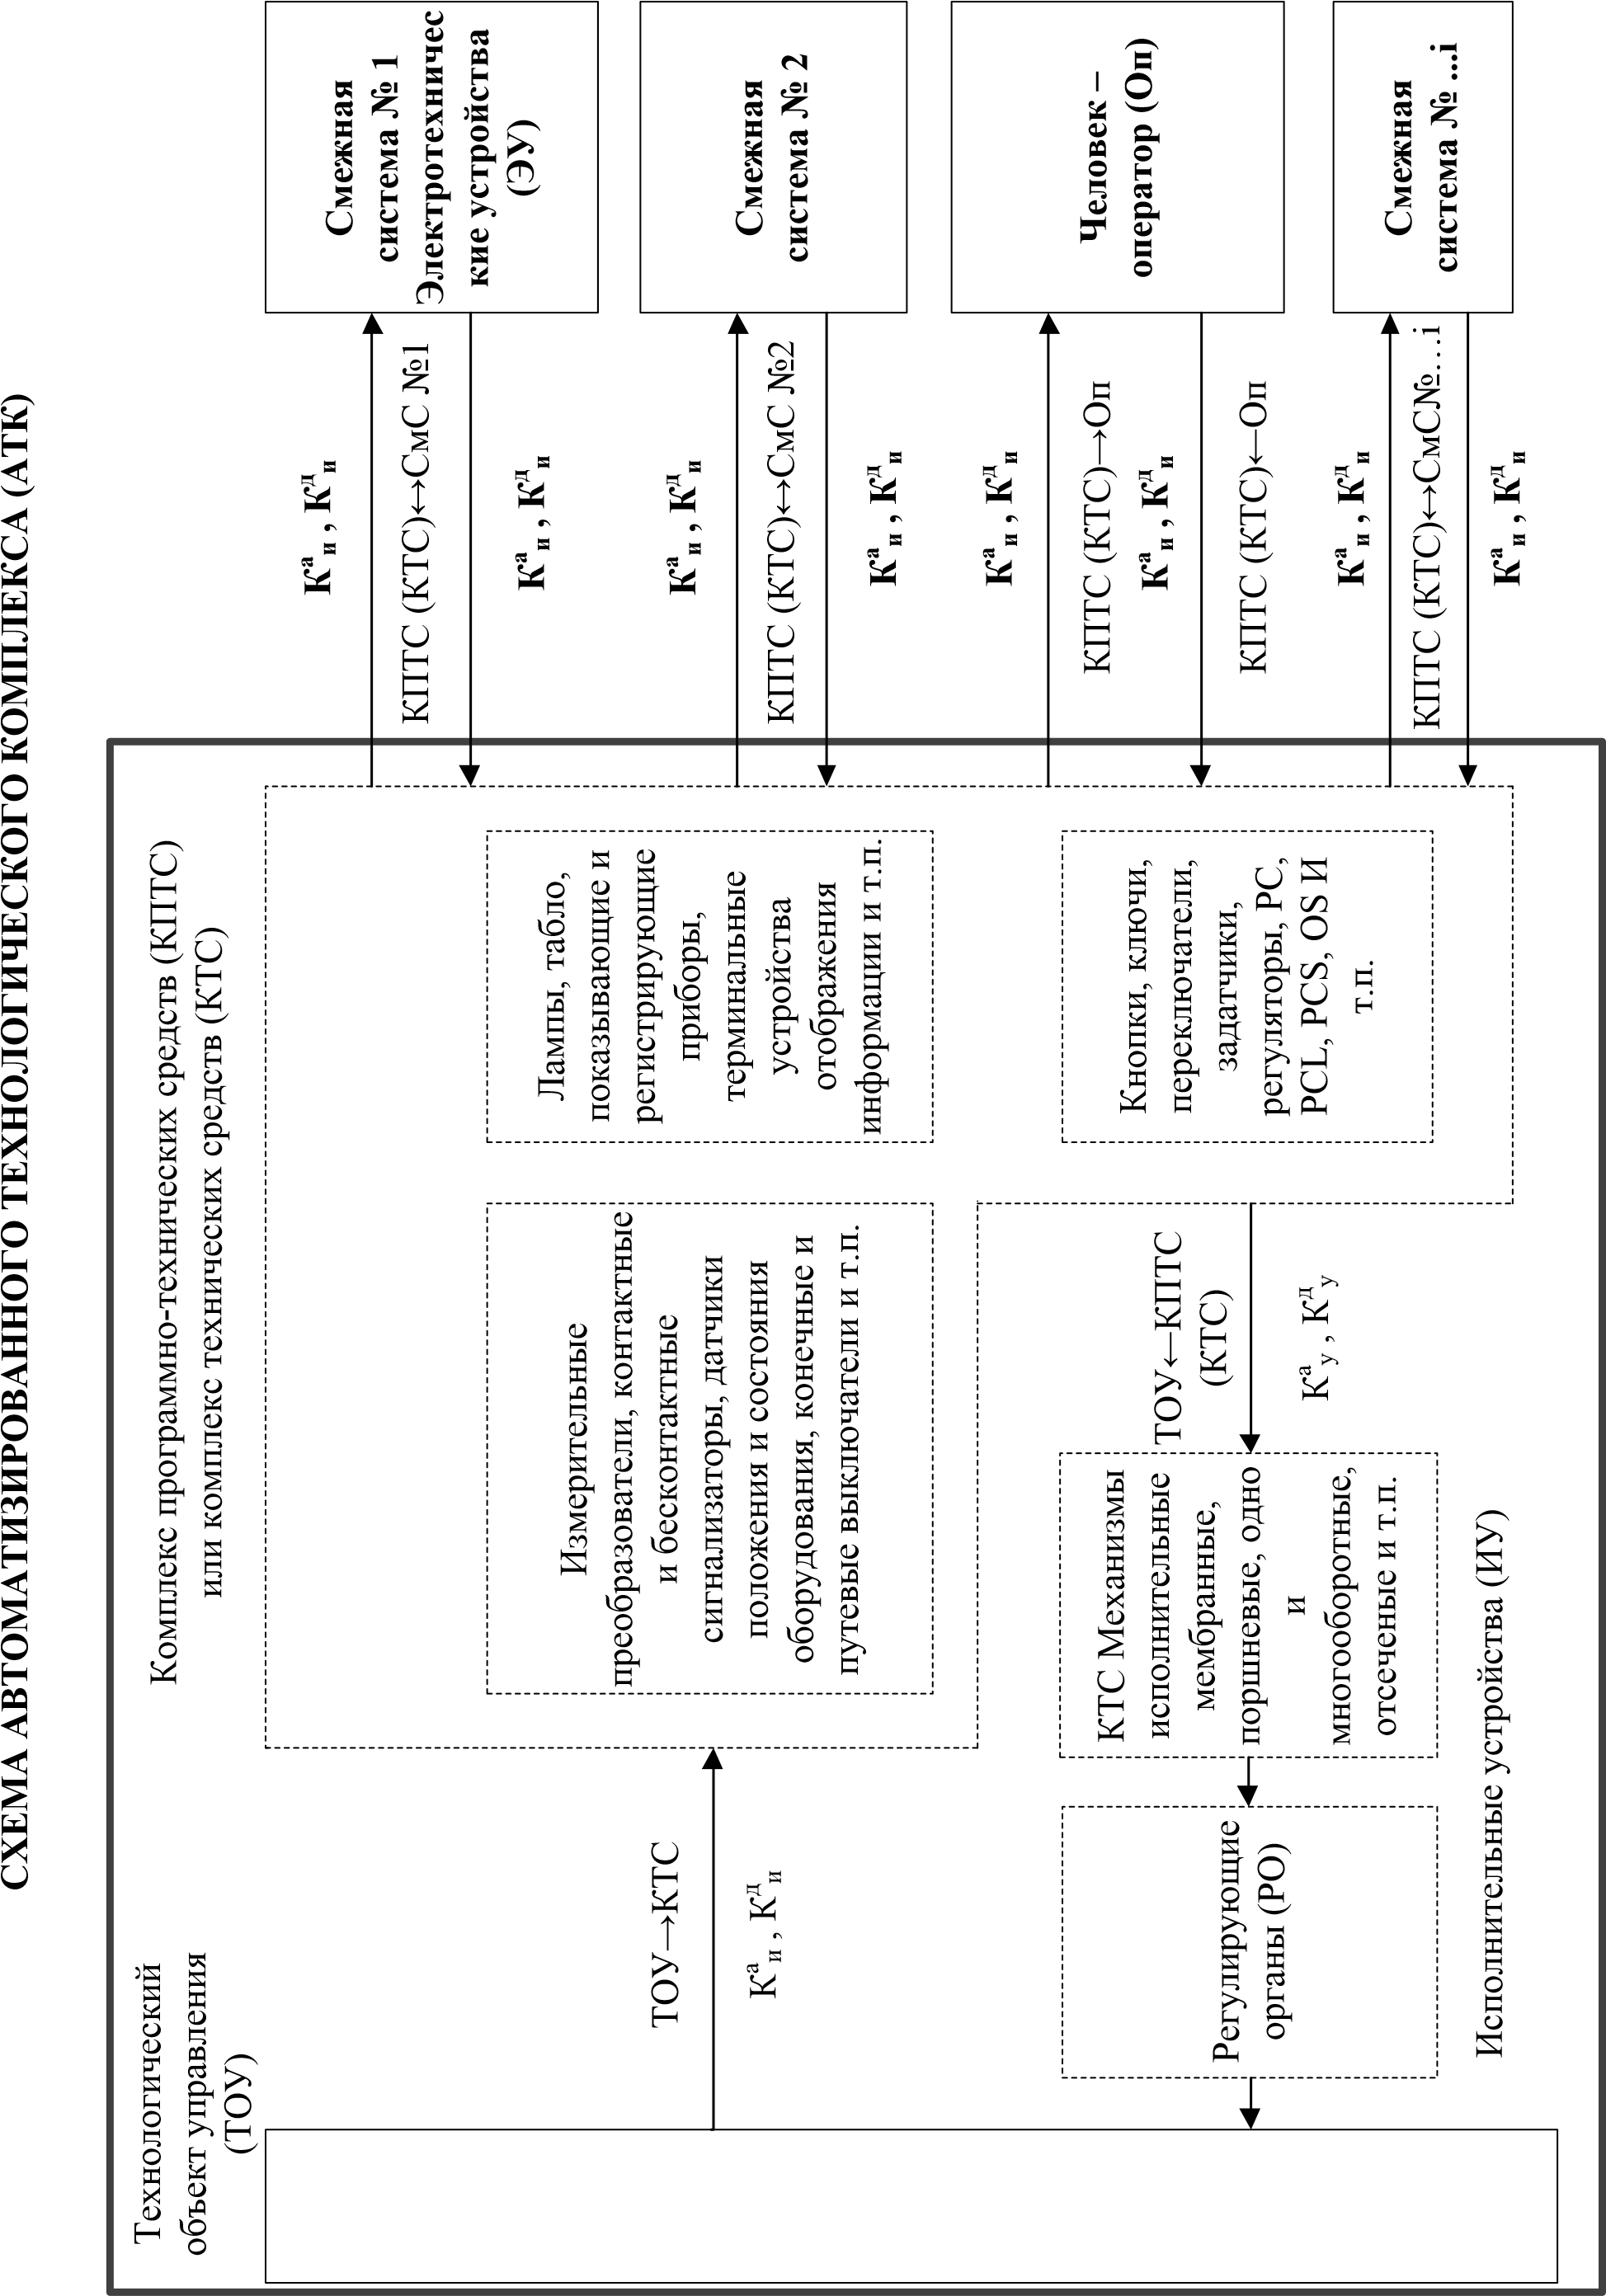 СХЕМА АВТОМАТИЗИРОВАННОГО ТЕХНОЛОГИЧЕСКОГО КОМПЛЕКСА (АТК)
Технологический
объект управления
(ТОУ)
Комплекс программно-технических средств (КПТС)
или комплекс технических средств (КТС)
ТОУ→КТС
Кᵃи , Кᵈи
Измерительные
преобразователи, контактные
и бесконтактные
сигнализаторы, датчики
положения и состояния
оборудования, конечные и
путевые выключатели и т.п.
Лампы, табло,
показывающие и
регистрирующие
приборы,
терминальные
устройства
отображения
информации и т.п.
Кнопки, ключи,
переключатели,
задатчики,
регуляторы, РС,
PCL, PCS, OS И
т.п.
ТОУ←КПТС
(КТС)
Кᵃу , Кᵈу
КТС Механизмы
исполнительные
мембранные,
поршневые, одно
и
многооборотные,
отсеченые и т.п.
Регулирующие
органы (РО)
Исполнительные устройства (ИУ)
Кᵃи , Кᵈи
КПТС (КТС)↔СмС №1
Кᵃи , Кᵈи
Смежная
система № 1
Электротехничес
кие устройства
(ЭУ)
Кᵃи , Кᵈи
КПТС (КТС)↔СмС №2
Кᵃи , Кᵈи
Смежная
система № 2
Кᵃи , Кᵈи
КПТС (КТС)→Оп
Кᵃи , Кᵈи
КПТС (КТС)←Оп
Человек –
оператор (Оп)
Кᵃи , Кᵈи
КПТС (КТС)↔СмС№…i
Кᵃи , Кᵈи
Смежная
система № ...i